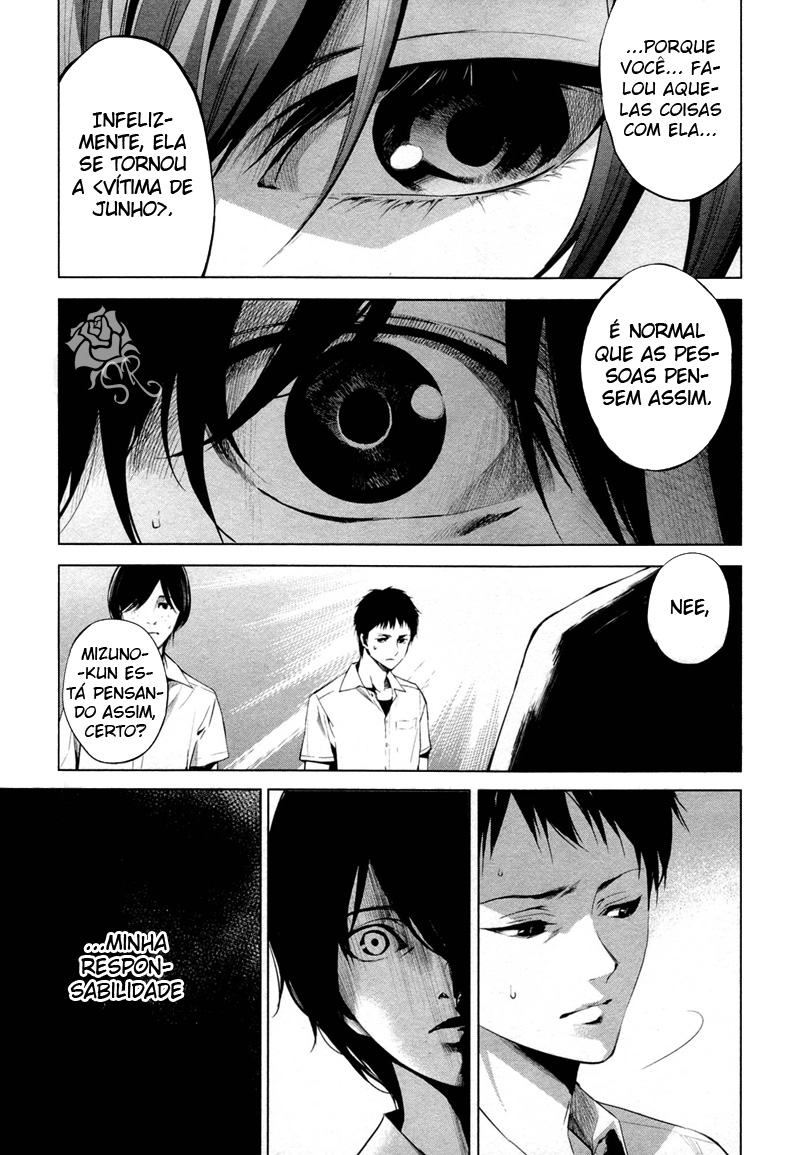 ...PORQUE
VOCÊ... FA-
LOU AQUE-
LAS COISAS
COM ELA...
INFELIZ-
MENTE, ELA
SE TORNOU
A <VÍTIMA DE
JUNHO>.
É NORMAL
QUE AS PES-
SOAS PEN-
SEM ASSIM.
SMR
NEE,
MIZUNO-
-KUN ES-
TÁ PENSAN-
DO ASSIM,
CERTO?
...MINHA
RESPON-
SABILIDADE